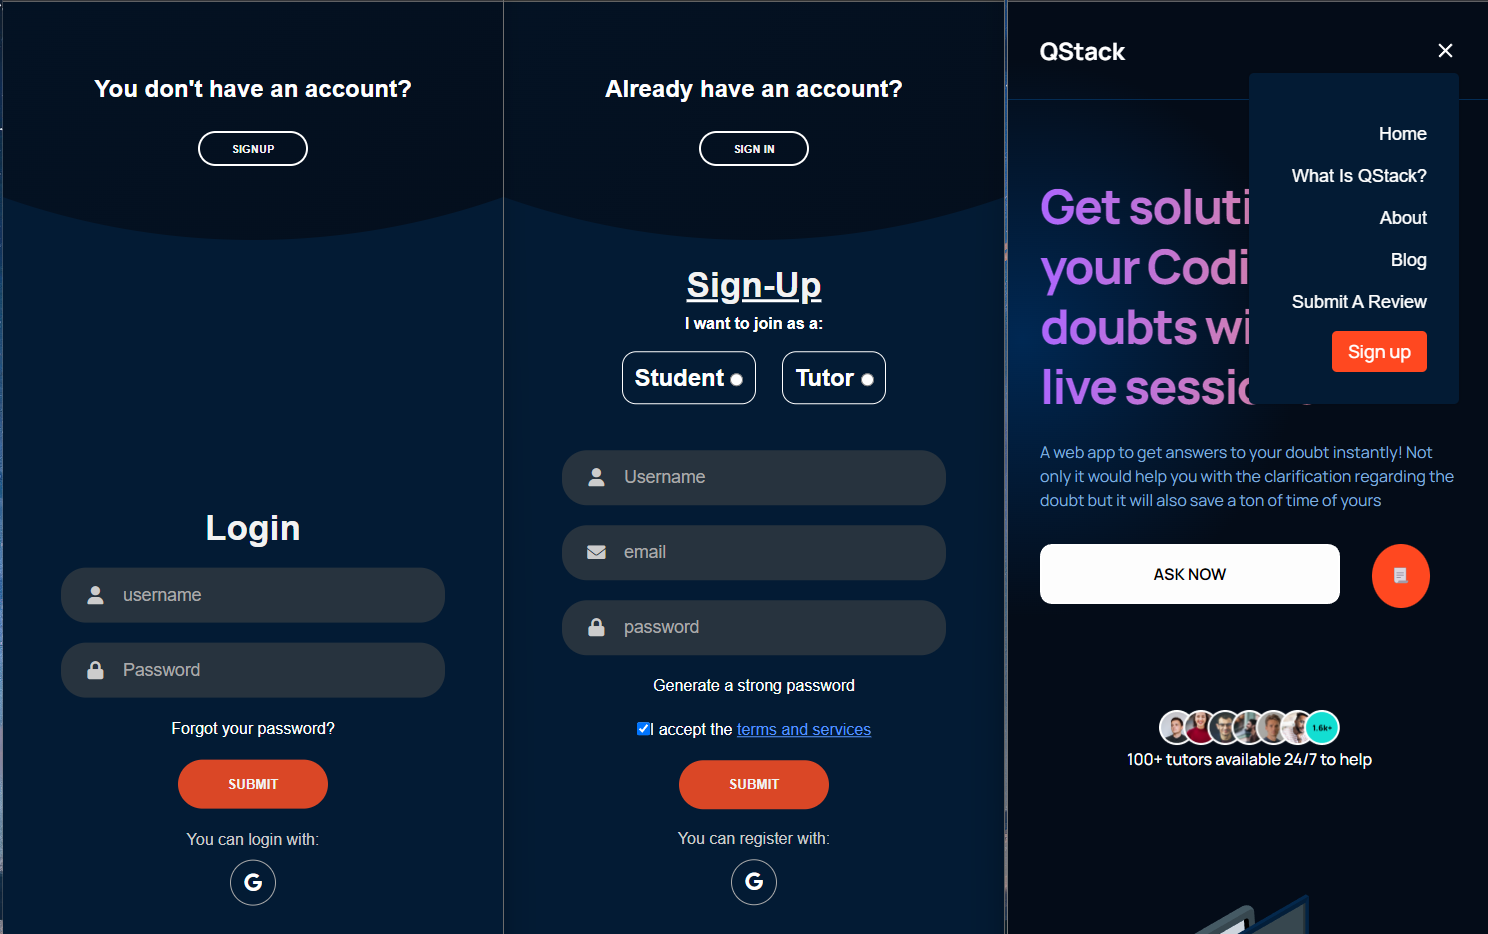 You don't have an account?
SIGNUP
Login
username
Password
Forgot your password?
SUBMIT
You can login with:
G
Already have an account?
SIGN IN
Sign-Up
I want to join as a:
Student
Tutor
Username
email
password
Generate a strong password
I accept the terms and services
SUBMIT
You can register with:
G
QStack
Home
What Is QStack?
About
Blog
Submit A Review
Sign up
Get soluti
your Codi
doubts wi
live sessic
A web app to get answers to your doubt instantly! Not
only it would help you with the clarification regarding the
doubt but it will also save a ton of time of yours
ASK NOW
1.6k+
100+ tutors available 24/7 to help